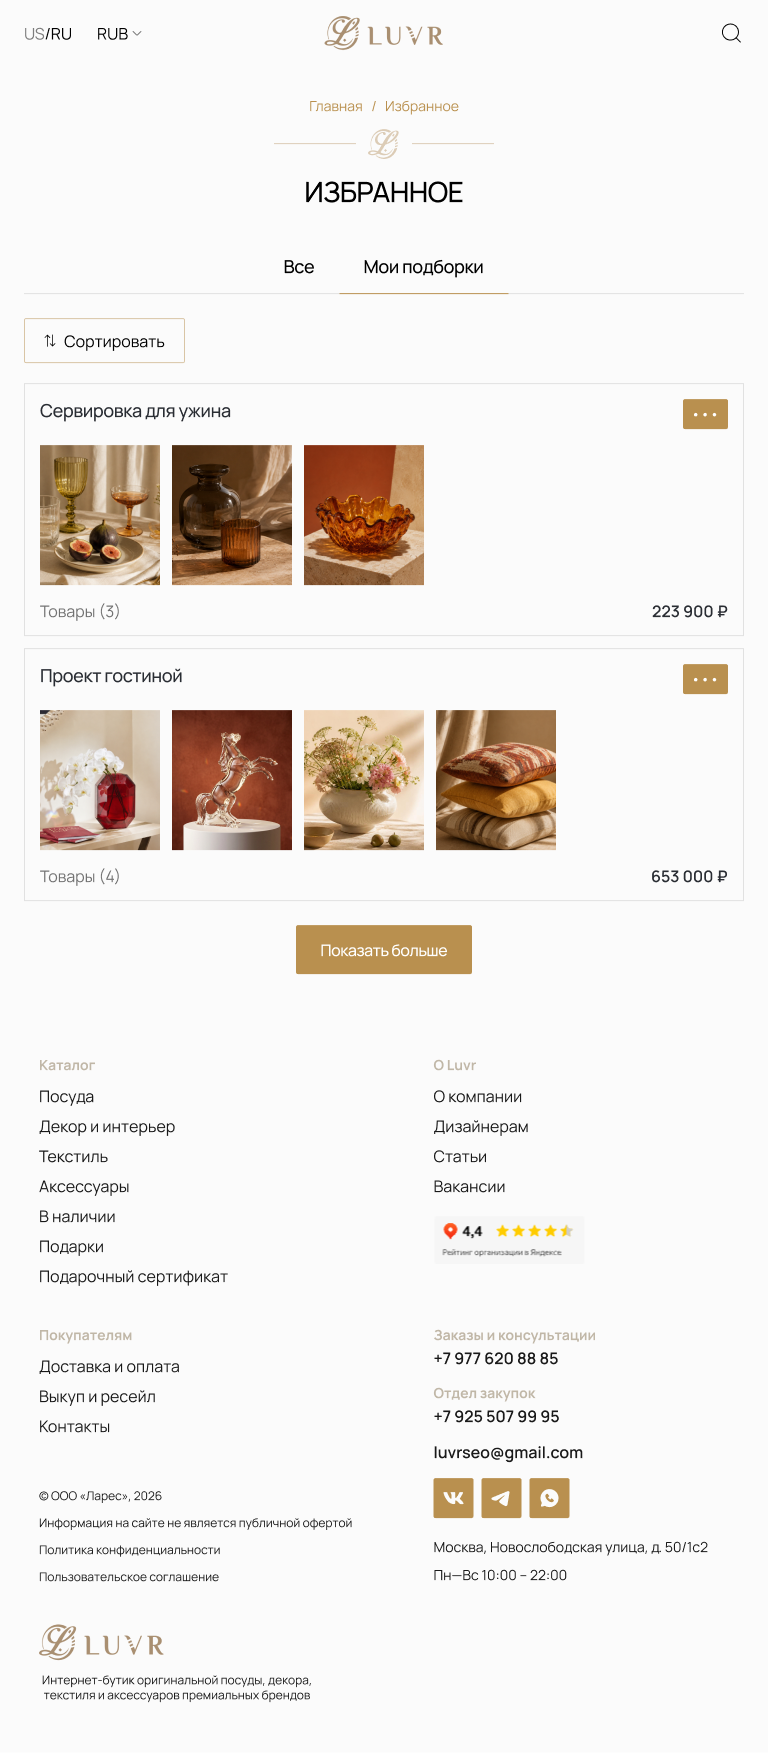 US/RU RUB
LUVR
Главная / Избранное
ИЗБРАННОЕ
Все Мои подборки
Сортировать
Сервировка для ужина
Товары (3) 223 900 ₽
Проект гостиной
Товары (4) 653 000 ₽
Показать больше
Каталог
Посуда
Декор и интерьер
Текстиль
Аксессуары
В наличии
Подарки
Подарочный сертификат
О Luvr
О компании
Дизайнерам
Статьи
Вакансии
4,4
Рейтинг организации в Яндексе
Покупателям
Доставка и оплата
Выкуп и ресейл
Контакты
Заказы и консультации
+7 977 620 88 85
Отдел закупок
+7 925 507 99 95
luvrseo@gmail.com
© ООО «Ларес», 2026
Информация на сайте не является публичной офертой
Политика конфиденциальности
Пользовательское соглашение
Москва, Новослободская улица, д. 50/1с2
Пн—Вс 10:00 – 22:00
LUVR
Интернет-бутик оригинальной посуды, декора,
текстиля и аксессуаров премиальных брендов